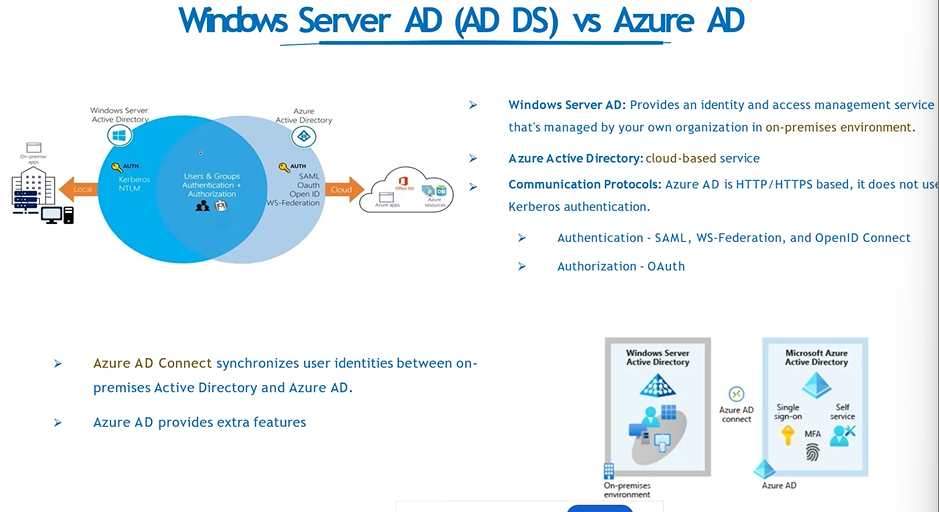 Windows Server AD (AD DS) vs Azure AD
Windows Server
Active Directory
Azure
Active Directory
On-premise
apps
AUTH
Kerberos
NTLM
Local
Users & Groups
Authentication +
Authorization
AUTH
SAML
Oauth
Open ID
WS-Federation
Cloud
Office 365
Azure apps
Azure
resources
Windows Server AD: Provides an identity and access management service
that's managed by your own organization in on-premises environment.
Azure Active Directory: cloud-based service
Communication Protocols: Azure AD is HTTP/HTTPS based, it does not use
Kerberos authentication.
Authentication - SAML, WS-Federation, and OpenID Connect
Authorization - OAuth
Azure AD Connect synchronizes user identities between on-
premises Active Directory and Azure AD.
Azure AD provides extra features
Windows Server
Active Directory
On-premises
environment
Azure AD
connect
Microsoft Azure
Active Directory
Single
sign-on
Self
service
MFA
Azure AD